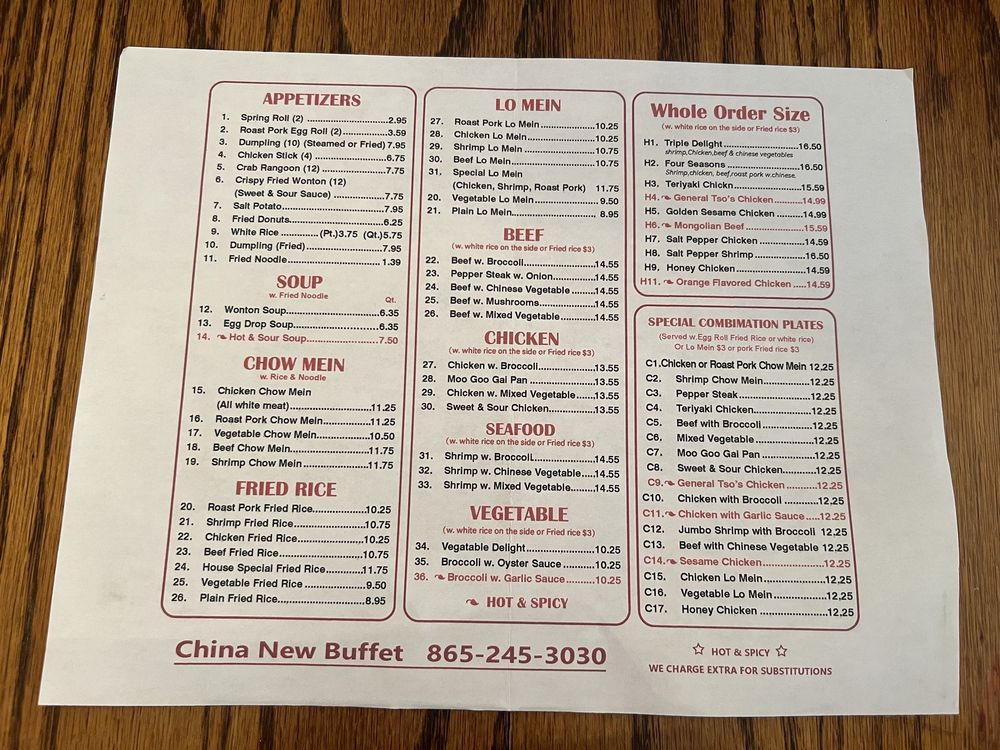 APPETIZERS
1. Spring Roll (2) ...2.95
2. Roast Pork Egg Roll (2)...3.59
3. Dumpling (10) (Steamed or Fried) 7.95
4. Chicken Stick (4) ...6.75
5. Crab Rangoon (12) ...7.75
6. Crispy Fried Wonton (12)
(Sweet & Sour Sauce) ...7.75
7. Salt Potato...7.95
8. Fried Donuts...6.25
9. White Rice ...(Pt.)3.75 (Qt.)5.75
10. Dumpling (Fried)...7.95
11. Fried Noodle...1.39
SOUP
w. Fried Noodle
Qt.
12. Wonton Soup...6.35
13. Egg Drop Soup...6.35
14. Hot & Sour Soup...7.50
CHOW MEIN
w. Rice & Noodle
15. Chicken Chow Mein
(All white meat)...11.25
16. Roast Pork Chow Mein...11.25
17. Vegetable Chow Mein...10.50
18. Beef Chow Mein...11.75
19. Shrimp Chow Mein...11.75
FRIED RICE
20. Roast Pork Fried Rice...10.25
21. Shrimp Fried Rice...10.75
22. Chicken Fried Rice...10.25
23. Beef Fried Rice...10.75
24. House Special Fried Rice...11.75
25. Vegetable Fried Rice ...9.50
26. Plain Fried Rice...8.95
LO MEIN
27. Roast Pork Lo Mein...10.25
28. Chicken Lo Mein...10.25
29. Shrimp Lo Mein...10.75
30. Beef Lo Mein...10.75
31. Special Lo Mein
(Chicken, Shrimp, Roast Pork) 11.75
20. Vegetable Lo Mein...9.50
21. Plain Lo Mein...8.95
BEEF
(w. white rice on the side or Fried rice $3)
22. Beef w. Broccoli...14.55
23. Pepper Steak w. Onion...14.55
24. Beef w. Chinese Vegetable ...14.55
25. Beef w. Mushrooms...14.55
26. Beef w. Mixed Vegetable...14.55
CHICKEN
(w. white rice on the side or Fried rice $3)
27. Chicken w. Broccoli...13.55
28. Moo Goo Gai Pan ...13.55
29. Chicken w. Mixed Vegetable...13.55
30. Sweet & Sour Chicken...13.55
SEAFOOD
(w. white rice on the side or Fried rice $3)
31. Shrimp w. Broccoli...14.55
32. Shrimp w. Chinese Vegetable...14.55
33. Shrimp w. Mixed Vegetable...14.55
VEGETABLE
(w. white rice on the side or Fried rice $3)
34. Vegatable Delight...10.25
35. Broccoli w. Oyster Sauce ...10.25
36. Broccoli w. Garlic Sauce...10.25
HOT & SPICY
Whole Order Size
(w. white rice on the side or Fried rice $3)
H1. Triple Delight...16.50
shrimp,Chicken,beef & chinese vegetables
H2. Four Seasons ...16.50
Shrimp,chicken, beef,roast pork w.chinese.
H3. Teriyaki Chickn...15.59
H4. General Tso's Chicken...14.99
H5. Golden Sesame Chicken ...14.99
H6. Mongolian Beef ...15.59
H7. Salt Pepper Chicken ...14.59
H8. Salt Pepper Shrimp ...16.50
H9. Honey Chicken ...14.59
H11. Orange Flavored Chicken ...14.59
SPECIAL COMBIMATION PLATES
(Served w.Egg Roll Fried Rice or white rice)
Or Lo Mein $3 or pork Fried rice $3
C1.Chicken or Roast Pork Chow Mein 12.25
C2. Shrimp Chow Mein...12.25
C3. Pepper Steak...12.25
C4. Teriyaki Chicken...12.25
C5. Beef with Broccoli...12.25
C6. Mixed Vegetable ...12.25
C7. Moo Goo Gai Pan ...12.25
C8. Sweet & Sour Chicken...12.25
C9. General Tso's Chicken ...12.25
C10. Chicken with Broccoli ...12.25
C11. Chicken with Garlic Sauce...12.25
C12. Jumbo Shrimp with Broccoli 12.25
C13. Beef with Chinese Vegetable 12.25
C14. Sesame Chicken...12.25
C15. Chicken Lo Mein...12,25
C16. Vegetable Lo Mein...12,25
C17. Honey Chicken ...12,25
China New Buffet 865-245-3030
☆ HOT & SPICY ☆
WE CHARGE EXTRA FOR SUBSTITUTIONS